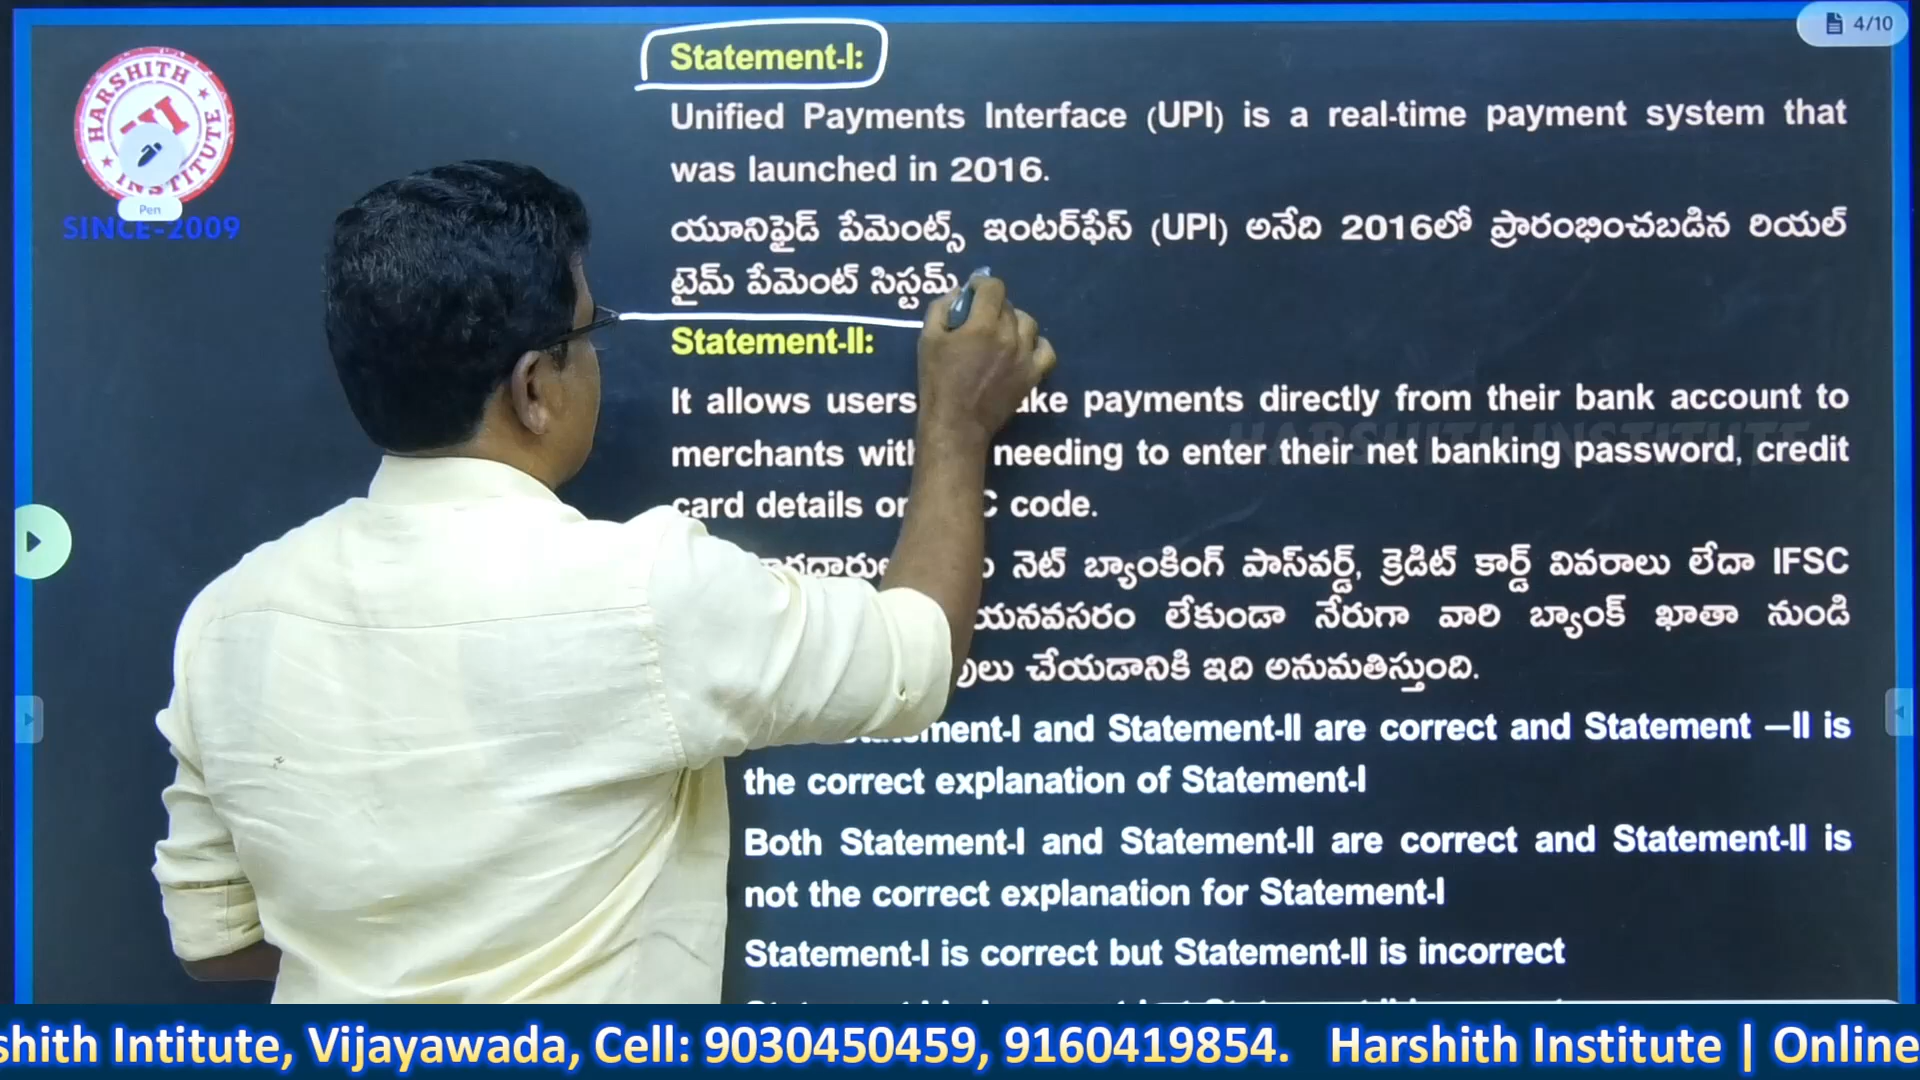 4/10
HARSHITH
INSTITUTE
Pen
SINCE-2009
Statement-I:
Unified Payments Interface (UPI) is a real-time payment system that
was launched in 2016.
యూనిఫైడ్ పేమెంట్స్ ఇంటర్‌ఫేస్ (UPI) అనేది 2016లో ప్రారంభించబడిన రియల్
టైమ్ పేమెంట్ సిస్టమ్
Statement-II:
It allows users payments directly from their bank account to
merchants needing to enter their net banking password, credit
card details or code.
నెట్ బ్యాంకింగ్ పాస్‌వర్డ్, క్రెడిట్ కార్డ్ వివరాలు లేదా IFSC
లేకుండా నేరుగా వారి బ్యాంక్ ఖాతా నుండి
చేయడానికి ఇది అనుమతిస్తుంది.
HARSHITH INSTITUTE
and Statement-II are correct and Statement –II is
the correct explanation of Statement-I
Both Statement-I and Statement-II are correct and Statement-II is
not the correct explanation for Statement-I
Statement-I is correct but Statement-II is incorrect
shith Intitute, Vijayawada, Cell: 9030450459, 9160419854. Harshith Institute | Online